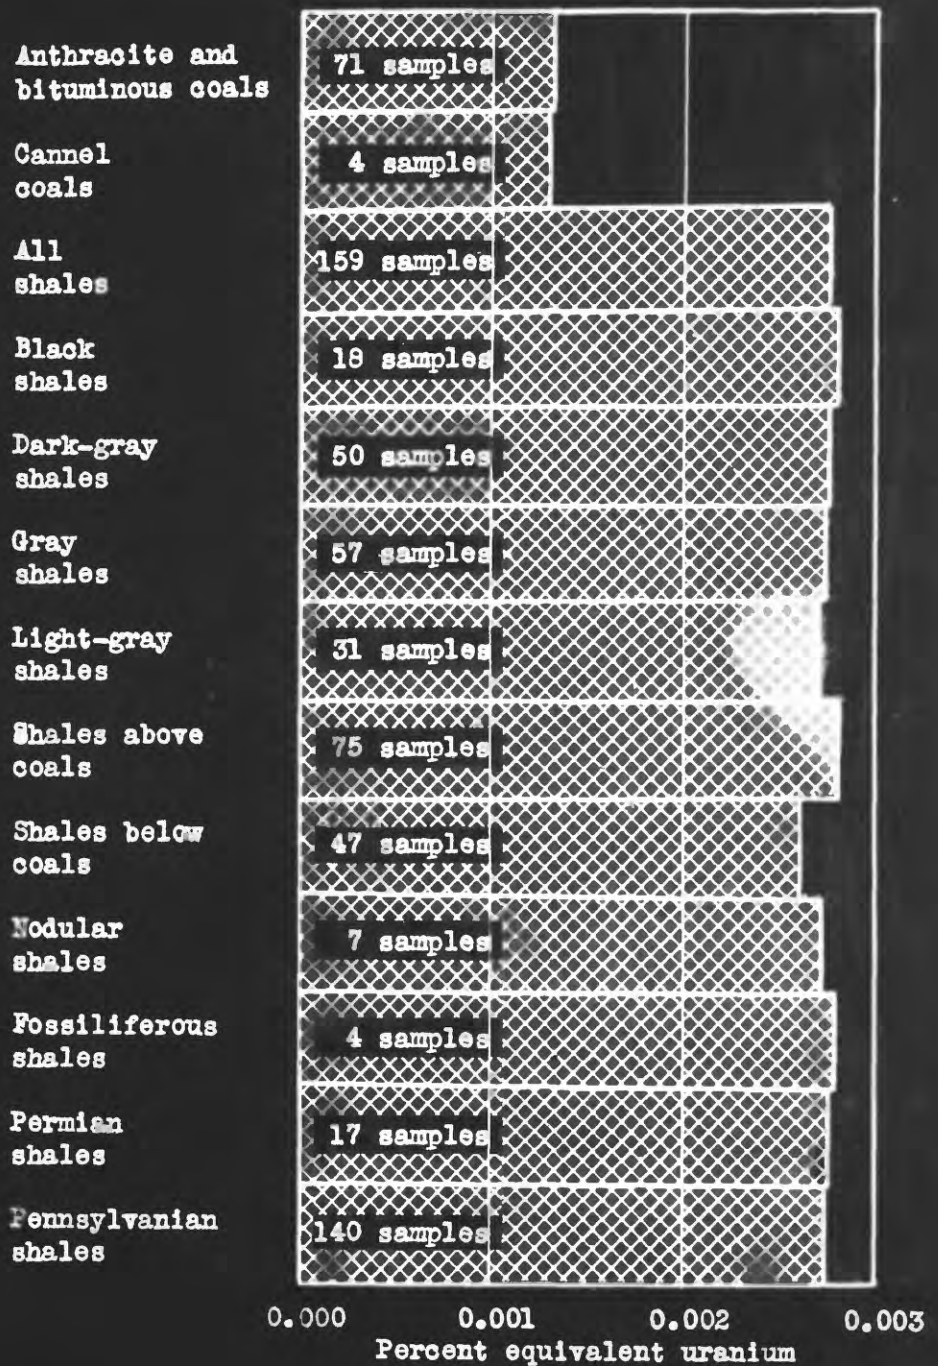 Anthracite and
bituminous coals
71 samples
Cannel
coals
4 samples
All
shales
159 samples
Black
shales
18 samples
Dark-gray
shales
50 samples
Gray
shales
57 samples
Light-gray
shales
31 samples
Shales above
coals
75 samples
Shales below
coals
47 samples
Nodular
shales
7 samples
Fossiliferous
shales
4 samples
Permian
shales
17 samples
Pennsylvanian
shales
140 samples
0.000 0.001 0.002 0.003
Percent equivalent uranium